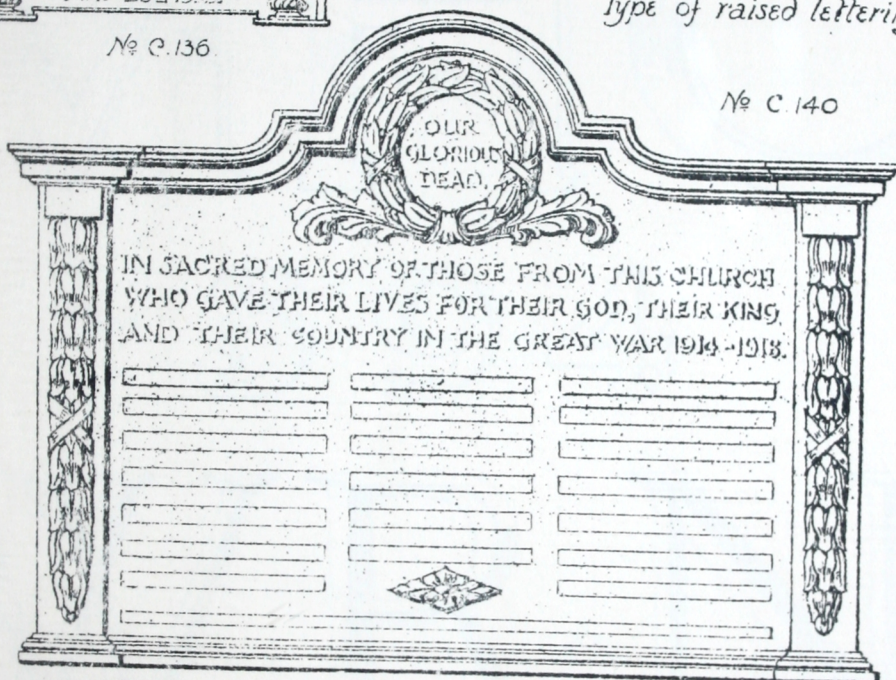 Type of raised
Nº C.136
Nº C.140
OUR
GLORIOUS
DEAD.
IN SACRED MEMORY OF THOSE FROM THIS CHURCH
WHO GAVE THEIR LIVES FOR THEIR GOD, THEIR KING
AND THEIR COUNTRY IN THE GREAT WAR 1914-1918.